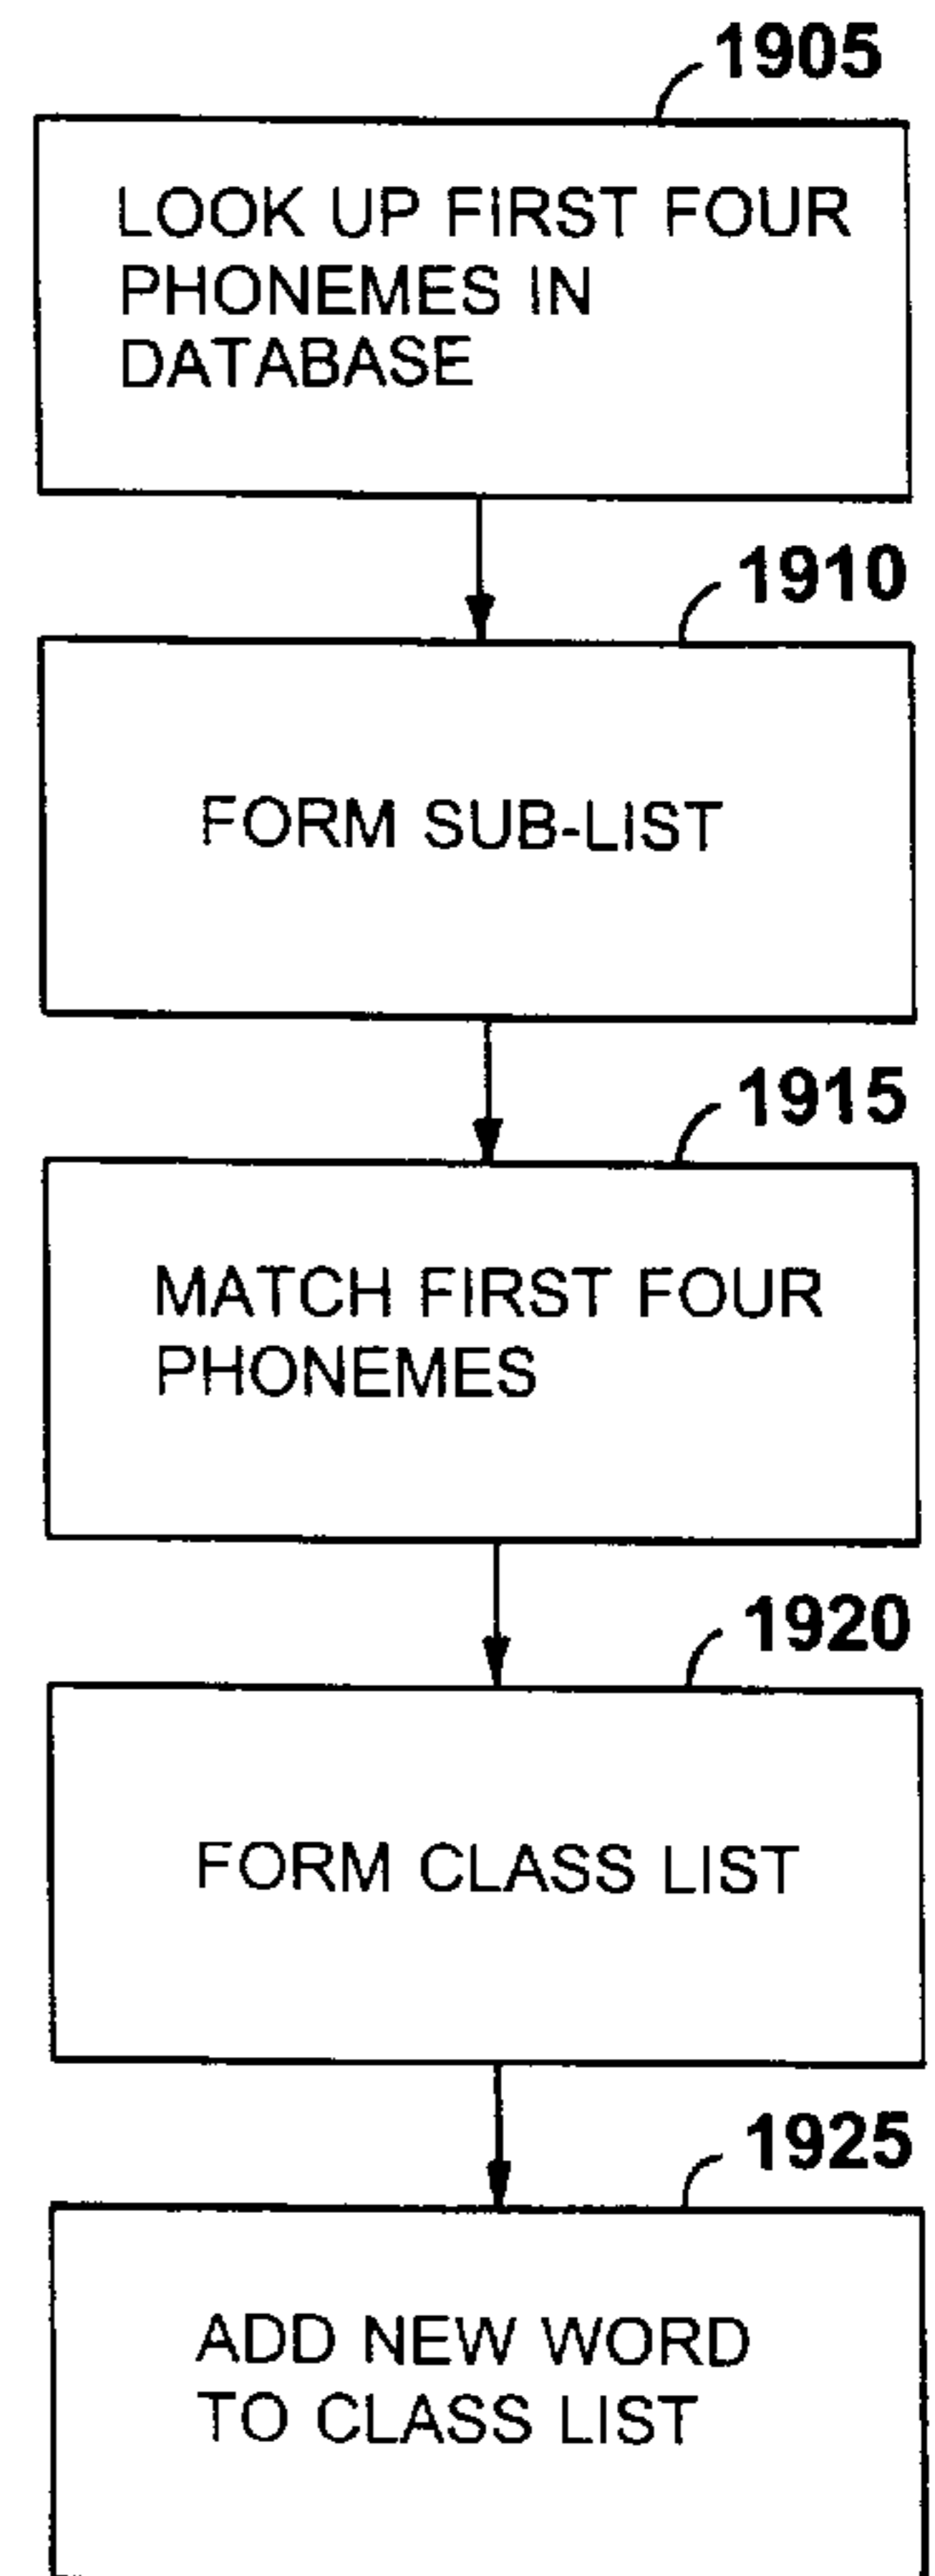 1905
LOOK UP FIRST FOUR
PHONEMES IN
DATABASE
1910
FORM SUB-LIST
1915
MATCH FIRST FOUR
PHONEMES
1920
FORM CLASS LIST
1925
ADD NEW WORD
TO CLASS LIST